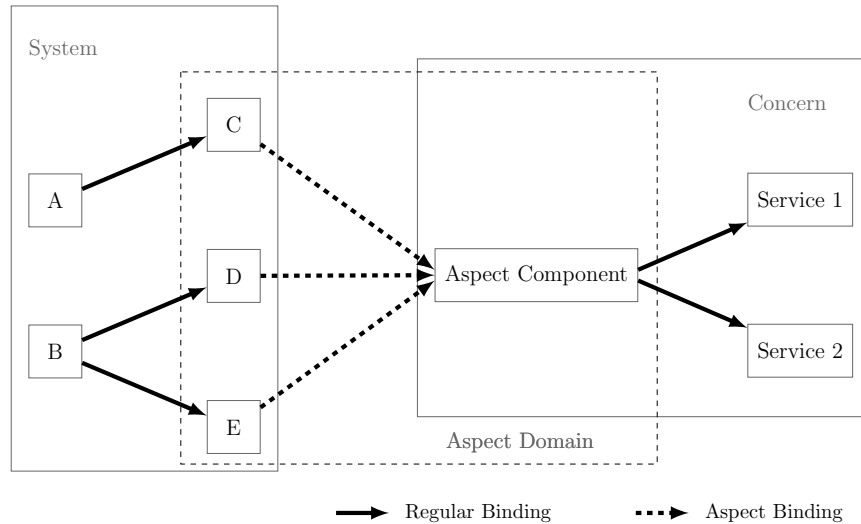 System
Concern
C
A
Service 1
D
Aspect Component
B
Service 2
E
Aspect Domain
Regular Binding
Aspect Binding